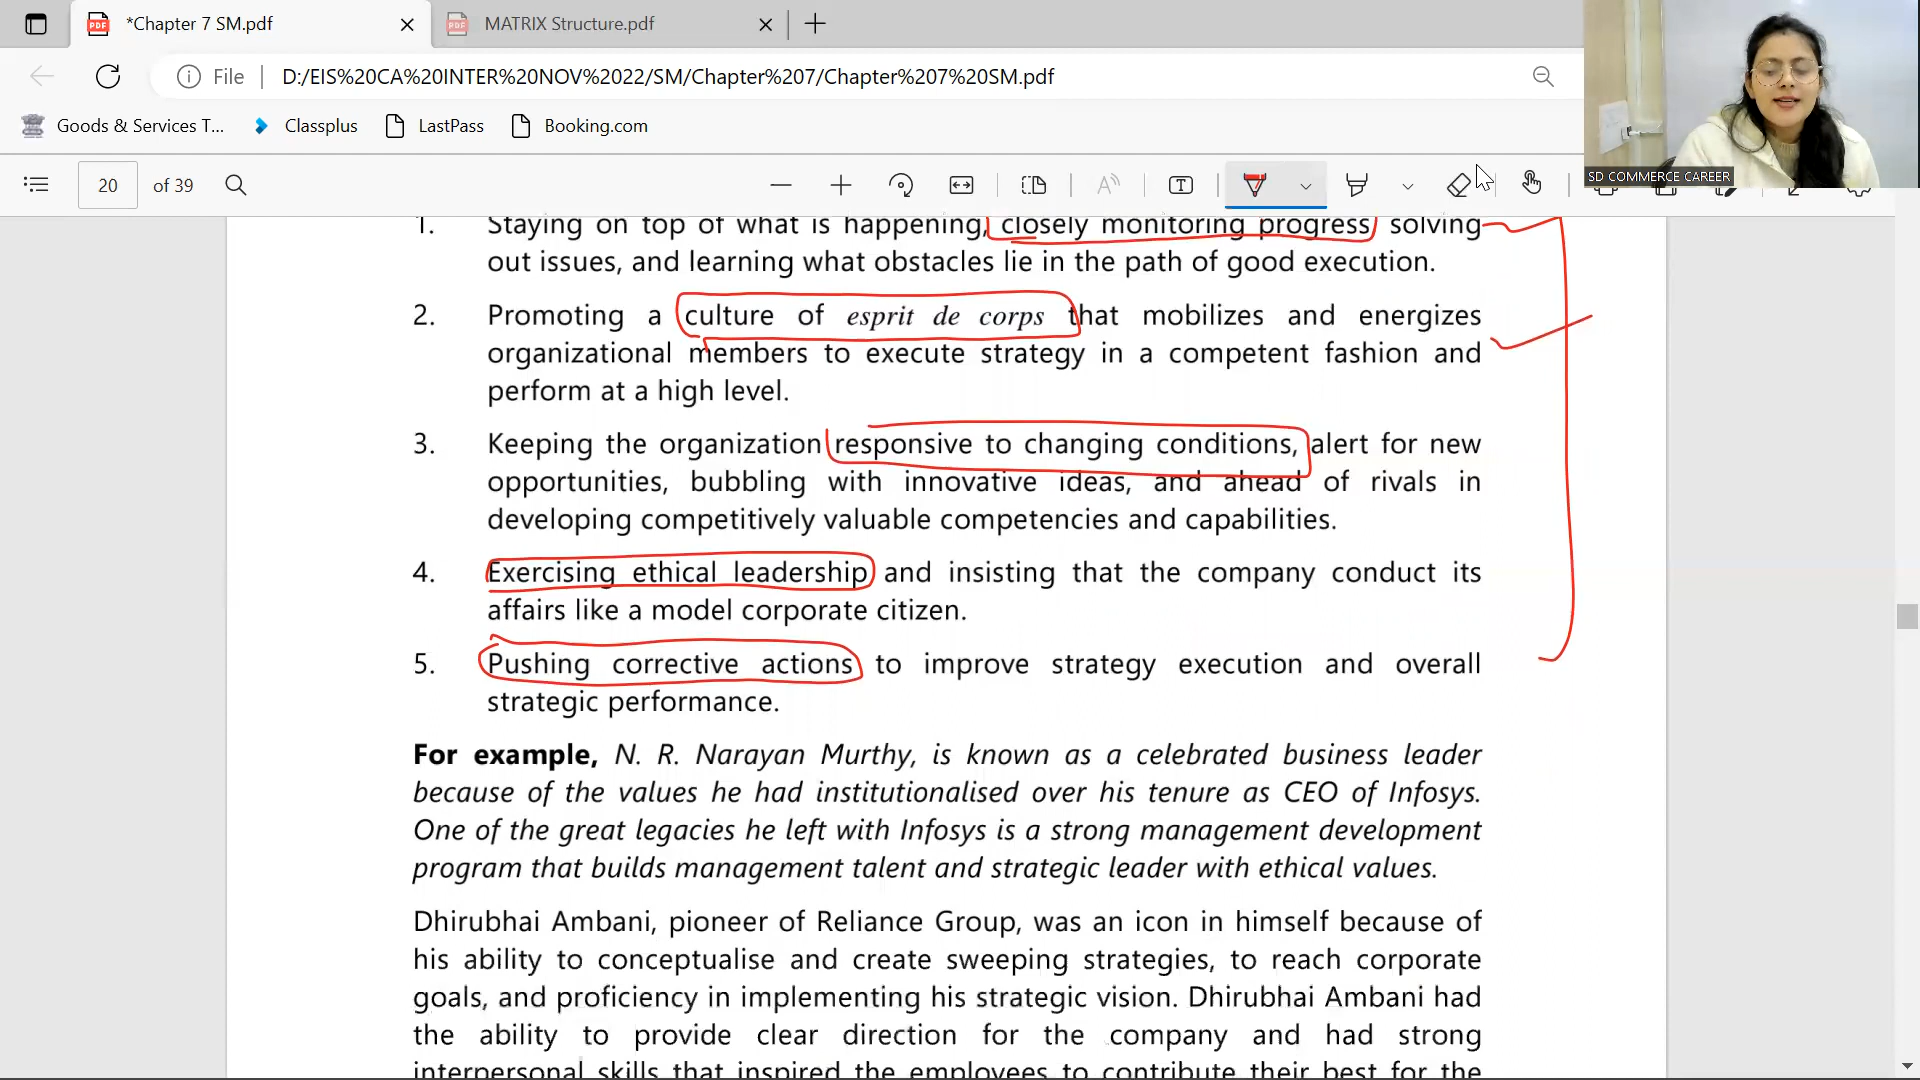 *Chapter 7 SM.pdf
MATRIX Structure.pdf
File
D:/EIS%20CA%20INTER%20NOV%2022/SM/Chapter%207/Chapter%207%20SM.pdf
Goods & Services T...
Classplus
LastPass
Booking.com
20 of 39
SD COMMERCE CAREER
1. Staying on top of what is happening, closely monitoring progress, solving
out issues, and learning what obstacles lie in the path of good execution.
2. Promoting a culture of esprit de corps that mobilizes and energizes
organizational members to execute strategy in a competent fashion and
perform at a high level.
3. Keeping the organization responsive to changing conditions, alert for new
opportunities, bubbling with innovative ideas, and ahead of rivals in
developing competitively valuable competencies and capabilities.
4. Exercising ethical leadership and insisting that the company conduct its
affairs like a model corporate citizen.
5. Pushing corrective actions to improve strategy execution and overall
strategic performance.
For example, N. R. Narayan Murthy, is known as a celebrated business leader
because of the values he had institutionalised over his tenure as CEO of Infosys.
One of the great legacies he left with Infosys is a strong management development
program that builds management talent and strategic leader with ethical values.
Dhirubhai Ambani, pioneer of Reliance Group, was an icon in himself because of
his ability to conceptualise and create sweeping strategies, to reach corporate
goals, and proficiency in implementing his strategic vision. Dhirubhai Ambani had
the ability to provide clear direction for the company and had strong
interpersonal skills that inspired the employees to contribute their best for the